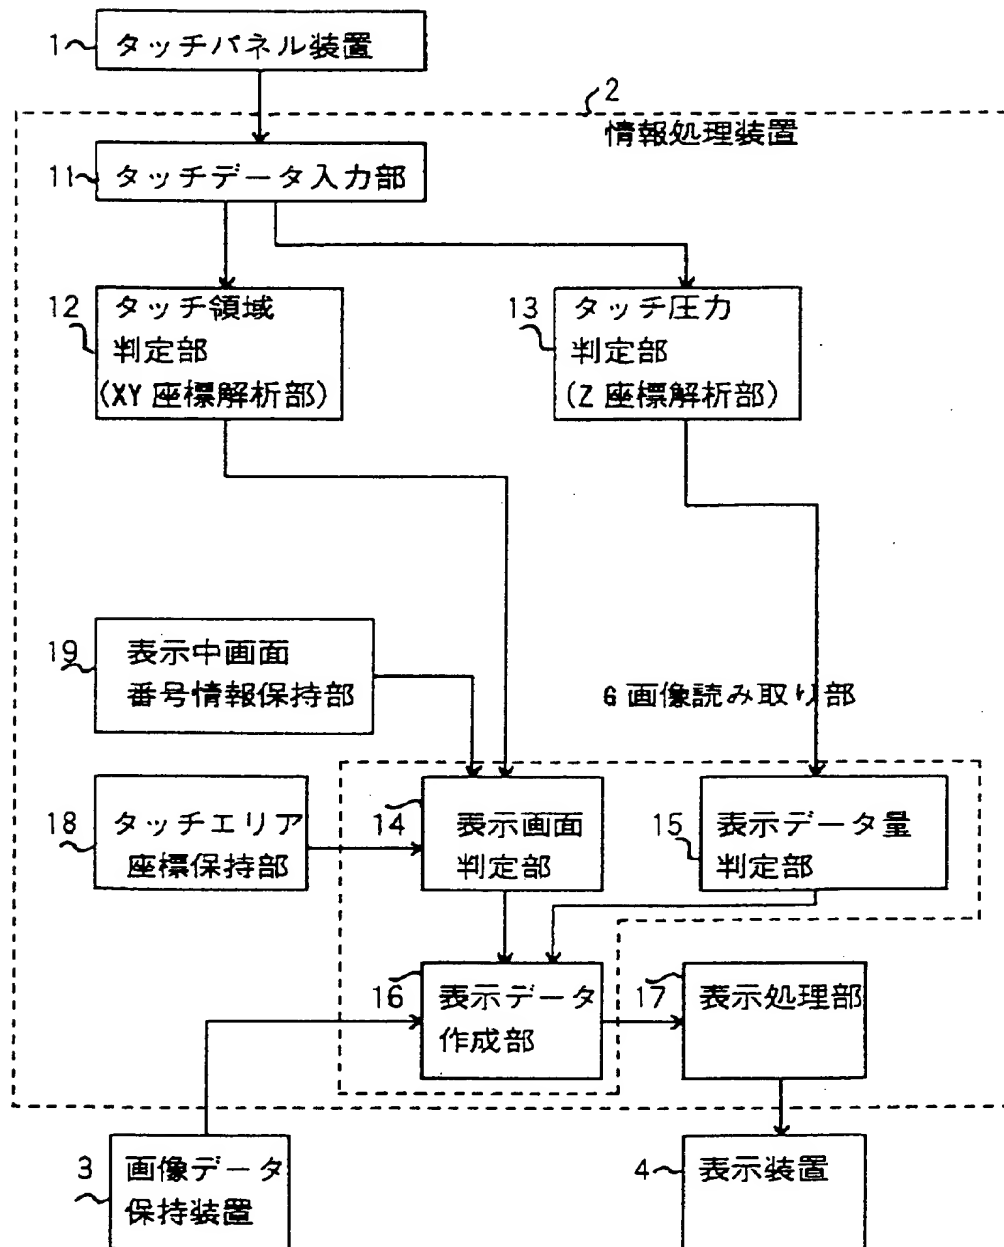 1 タッチパネル装置
2
情報処理装置
11 タッチデータ入力部
12 タッチ領域
判定部
(XY座標解析部)
13 タッチ圧力
判定部
(Z座標解析部)
19 表示中画面
番号情報保持部
6 画像読み取り部
18 タッチエリア
座標保持部
14 表示画面
判定部
15 表示データ量
判定部
16 表示データ
作成部
17 表示処理部
3 画像データ
保持装置
4 表示装置